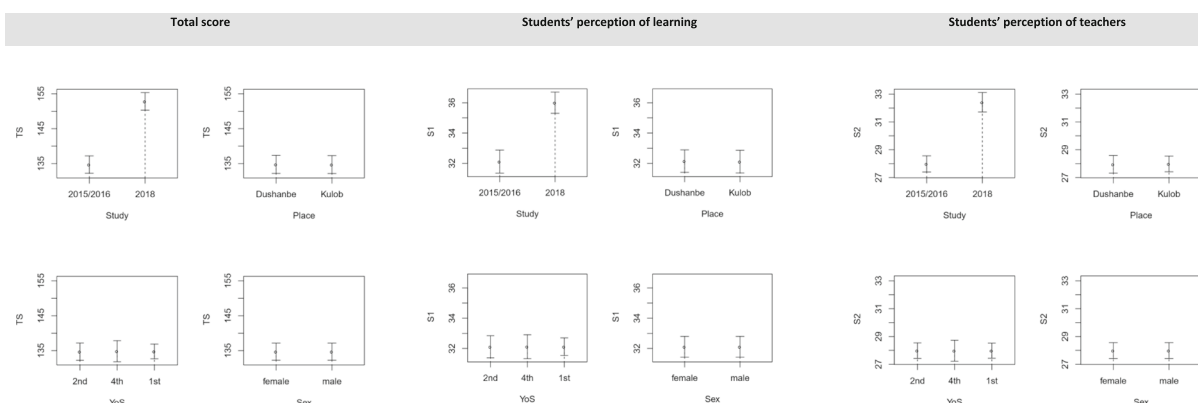 Total score
Students' perception of learning
Students' perception of teachers
TS
155
145
135
2015/2016
2018
Study
TS
155
145
135
Dushanbe
Kulob
Place
S1
36
34
32
2015/2016
2018
Study
S1
36
34
32
Dushanbe
Kulob
Place
S2
33
31
29
27
2015/2016
2018
Study
S2
33
31
29
27
Dushanbe
Kulob
Place
TS
155
145
135
2nd
4th
1st
YoS
TS
155
145
135
female
male
Sex
S1
36
34
32
2nd
4th
1st
YoS
S1
36
34
32
female
male
Sex
S2
33
31
29
27
2nd
4th
1st
YoS
S2
33
31
29
27
female
male
Sex